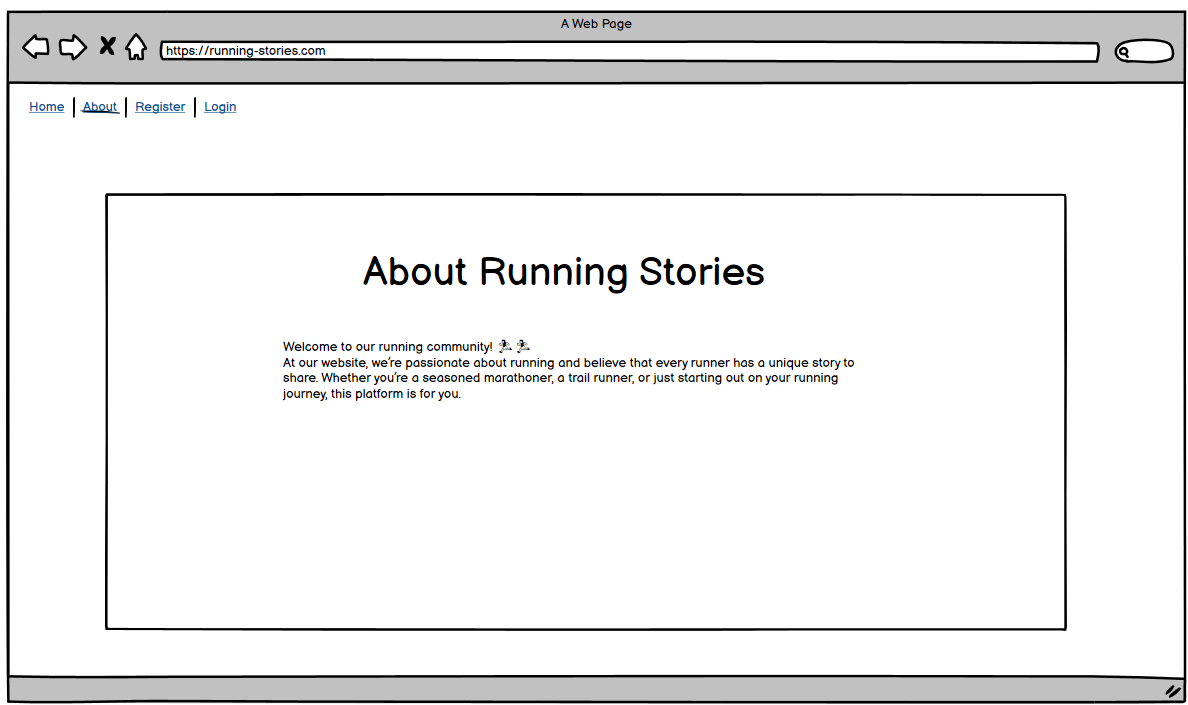 A Web Page
https://running-stories.com
Home About Register Login
About Running Stories
Welcome to our running community! 🏃🏃
At our website, we're passionate about running and believe that every runner has a unique story to
share. Whether you're a seasoned marathoner, a trail runner, or just starting out on your running
journey, this platform is for you.